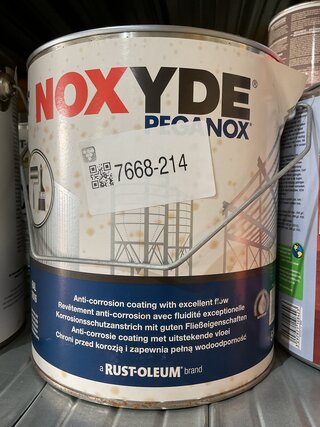 NOXYDE®
PEGANOX
7668-214
Anti-corrosion coating with excellent flow
Revêtement anti-corrosion avec fluidité exceptionelle
Korrosionsschutzanstrich mit guten Fließeigenschaften
Anti-corrosie coating met uitstekende vloei
Chroni przed korozją i zapewnia pełną wodoodporność
a RUST-OLEUM® brand